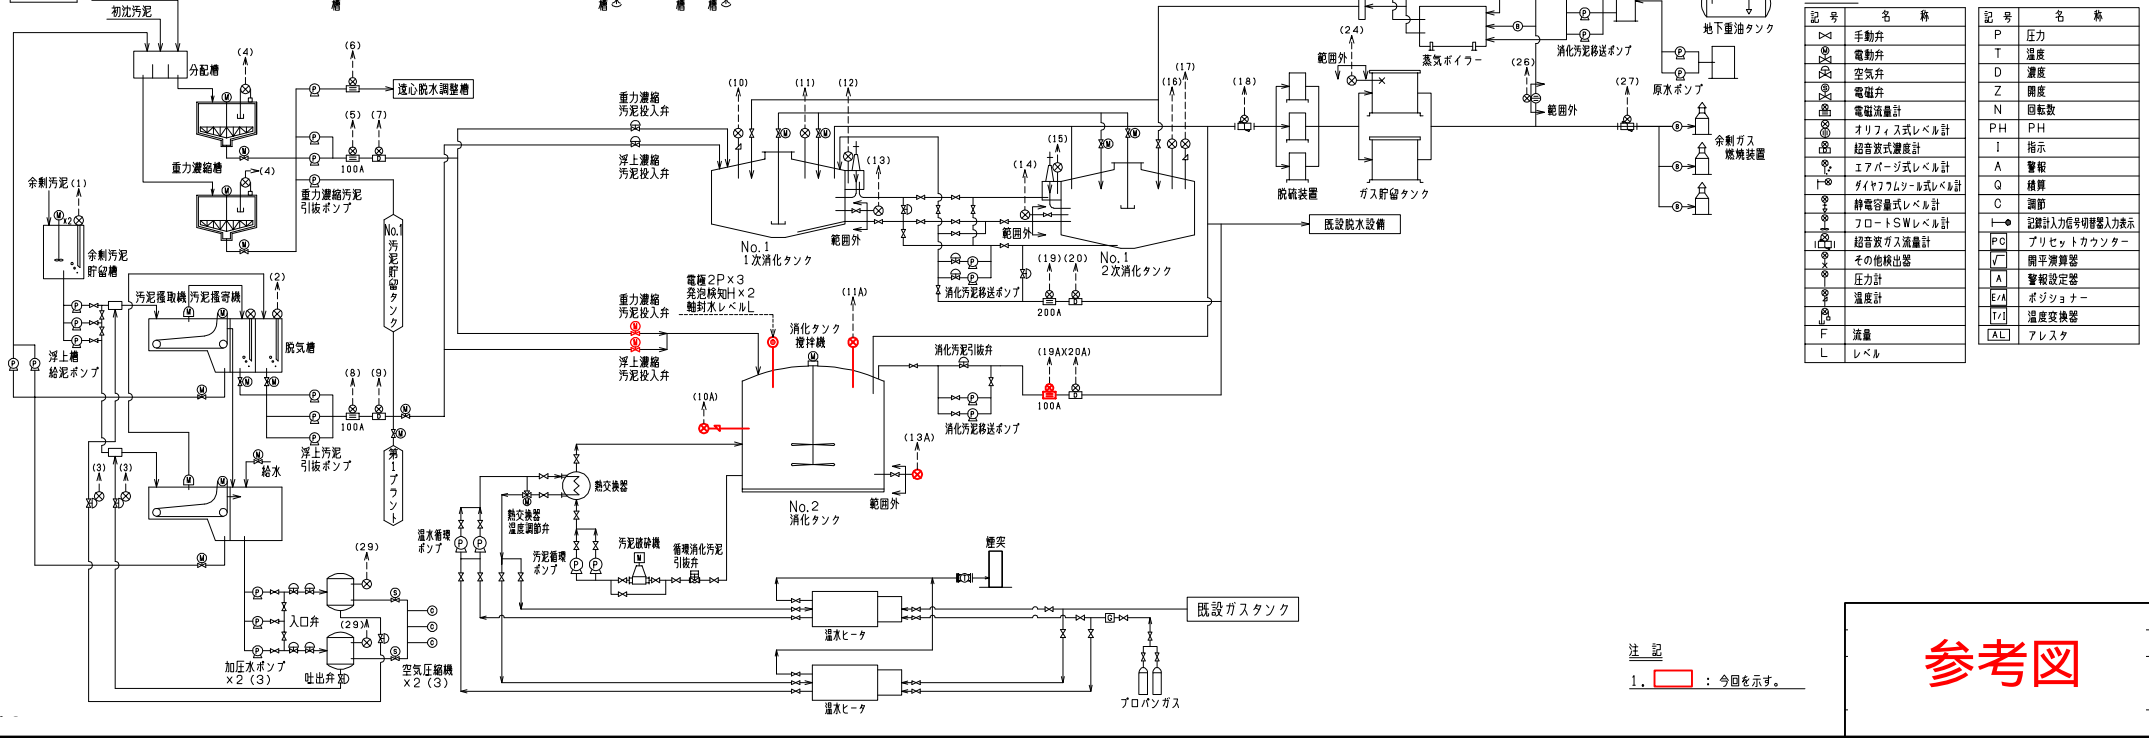 初沈汚泥
槽
槽
槽
槽
分配槽
(4)
(6)
遠心脱水調整槽
(5)
(7)
100A
重力濃縮槽
(4)
重力濃縮汚泥
引抜ポンプ
余剰汚泥 (1)
×2
余剰汚泥
貯留槽
No.1
汚泥貯留タンク
汚泥掻取機
汚泥掻寄機
(2)
脱気槽
浮上槽
給泥ポンプ
(8)
(9)
100A
浮上汚泥
引抜ポンプ
第1プラント
給水
(3)
(3)
(29)
入口弁
(29)
加圧水ポンプ
×2 (3)
吐出弁
空気圧縮機
×2 (3)
重力濃縮
汚泥投入弁
浮上濃縮
汚泥投入弁
(10)
(11)
(12)
(13)
範囲外
No.1
1次消化タンク
(14)
(15)
(16)
(17)
範囲外
No.1
2次消化タンク
消化汚泥移送ポンプ
(19)
(20)
200A
(18)
脱硫装置
範囲外
(24)
ガス貯留タンク
蒸気ボイラー
消化汚泥移送ポンプ
地下重油タンク
原水ポンプ
(26)
範囲外
(27)
余剰ガス
燃焼装置
既設脱水設備
電極2P×3
発泡検知H×2
軸封水レベルL
重力濃縮
汚泥投入弁
浮上濃縮
汚泥投入弁
消化タンク
撹拌機
(11A)
(10A)
消化汚泥引抜弁
消化汚泥移送ポンプ
(19A)(20A)
100A
(13A)
範囲外
No.2
消化タンク
熱交換器
熱交換器
温度調節弁
温水循環
ポンプ
汚泥循環
ポンプ
汚泥破砕機
循環消化汚泥
引抜弁
煙突
温水ヒータ
温水ヒータ
既設ガスタンク
プロパンガス
記号 名称
手動弁
電動弁
空気弁
電磁弁
電磁流量計
オリフィス式レベル計
超音波式濃度計
エアパージ式レベル計
ダイヤフラムシール式レベル計
静電容量式レベル計
フロートSWレベル計
超音波ガス流量計
その他検出器
圧力計
温度計
F 流量
L レベル
記号 名称
P 圧力
T 温度
D 濃度
Z 開度
N 回転数
PH PH
I 指示
A 警報
Q 積算
C 調節
記録計入力信号切替器入力表示
PC プリセットカウンター
√ 開平演算器
A 警報設定器
E/A ポジショナー
T/I 温度変換器
AL アレスタ
注記
1. : 今回を示す。
参考図